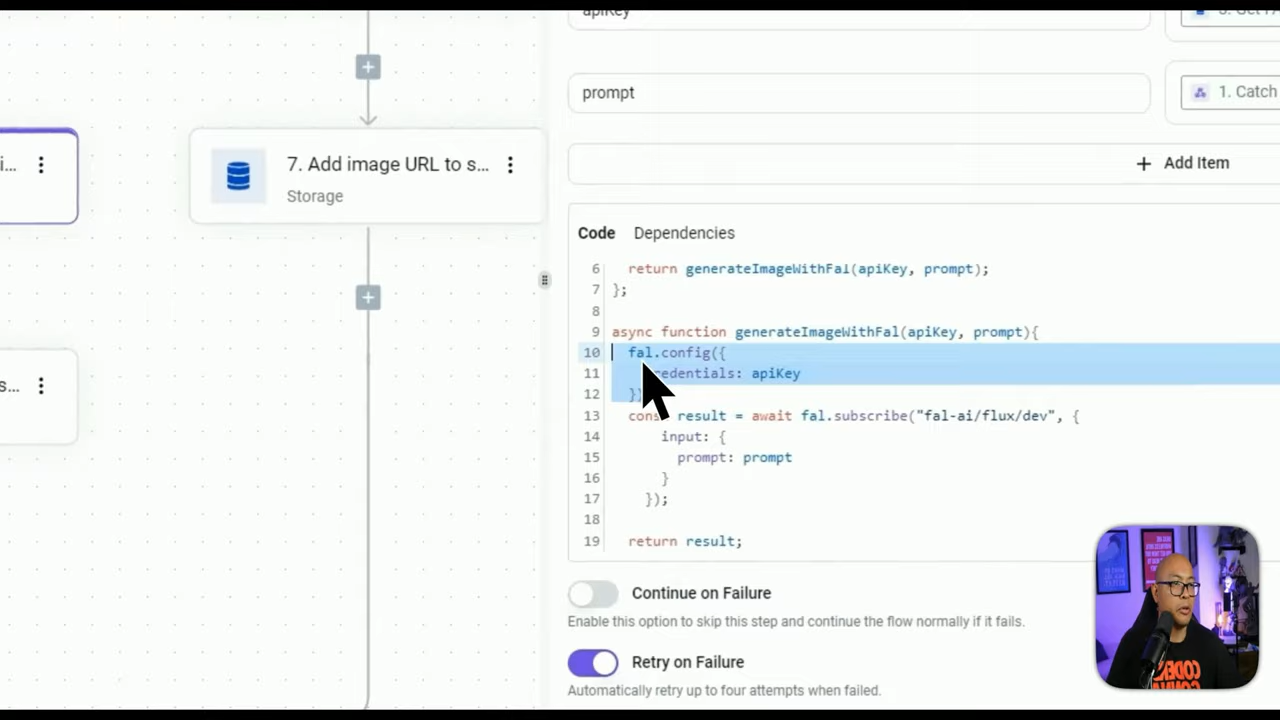 apiKey
prompt
1. Catch
+ Add Item
i...
7. Add image URL to s...
Storage
s...
Code Dependencies
6 return generateImageWithFal(apiKey, prompt);
7 };
8
9 async function generateImageWithFal(apiKey, prompt){
10 fal.config({
11 credentials: apiKey
12 })
13 const result = await fal.subscribe("fal-ai/flux/dev", {
14 input: {
15 prompt: prompt
16 }
17 });
18
19 return result;
Continue on Failure
Enable this option to skip this step and continue the flow normally if it fails.
Retry on Failure
Automatically retry up to four attempts when failed.